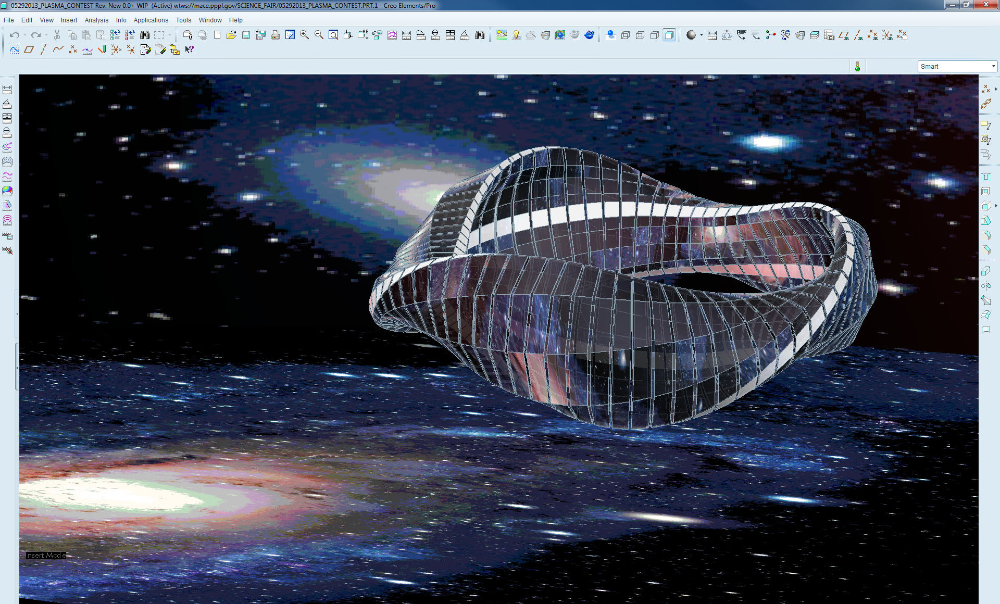 05292013_PLASMA_CONTEST Rev: New 0.0+ WIP (Active) wtws://mace.pppl.gov/SCIENCE_FAIR/05292013_PLASMA_CONTEST.PRT.1 - Creo Elements/Pro
File Edit View Insert Analysis Info Applications Tools Window Help
Smart
nsert Mode